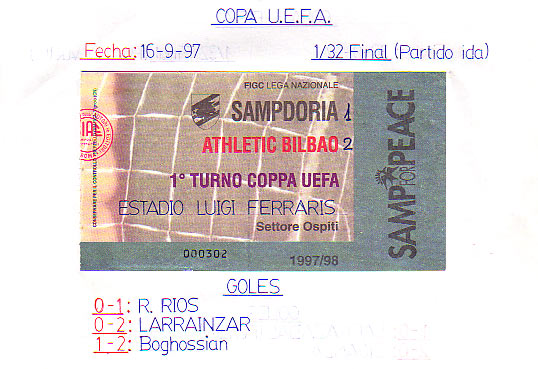 COPA U.E.F.A.
Fecha: 16-9-97 1/32 Final (Partido ida)
FIGC LEGA NAZIONALE
SAMPDORIA 1
ATHLETIC BILBAO 2
1° TURNO COPPA UEFA
ESTADIO LUIGI FERRARIS
Settore Ospiti
000302
1997/98
SAMP FOR PEACE
GOLES
0-1: R. RIOS
0-2: LARRAINZAR
1-2: Boghossian